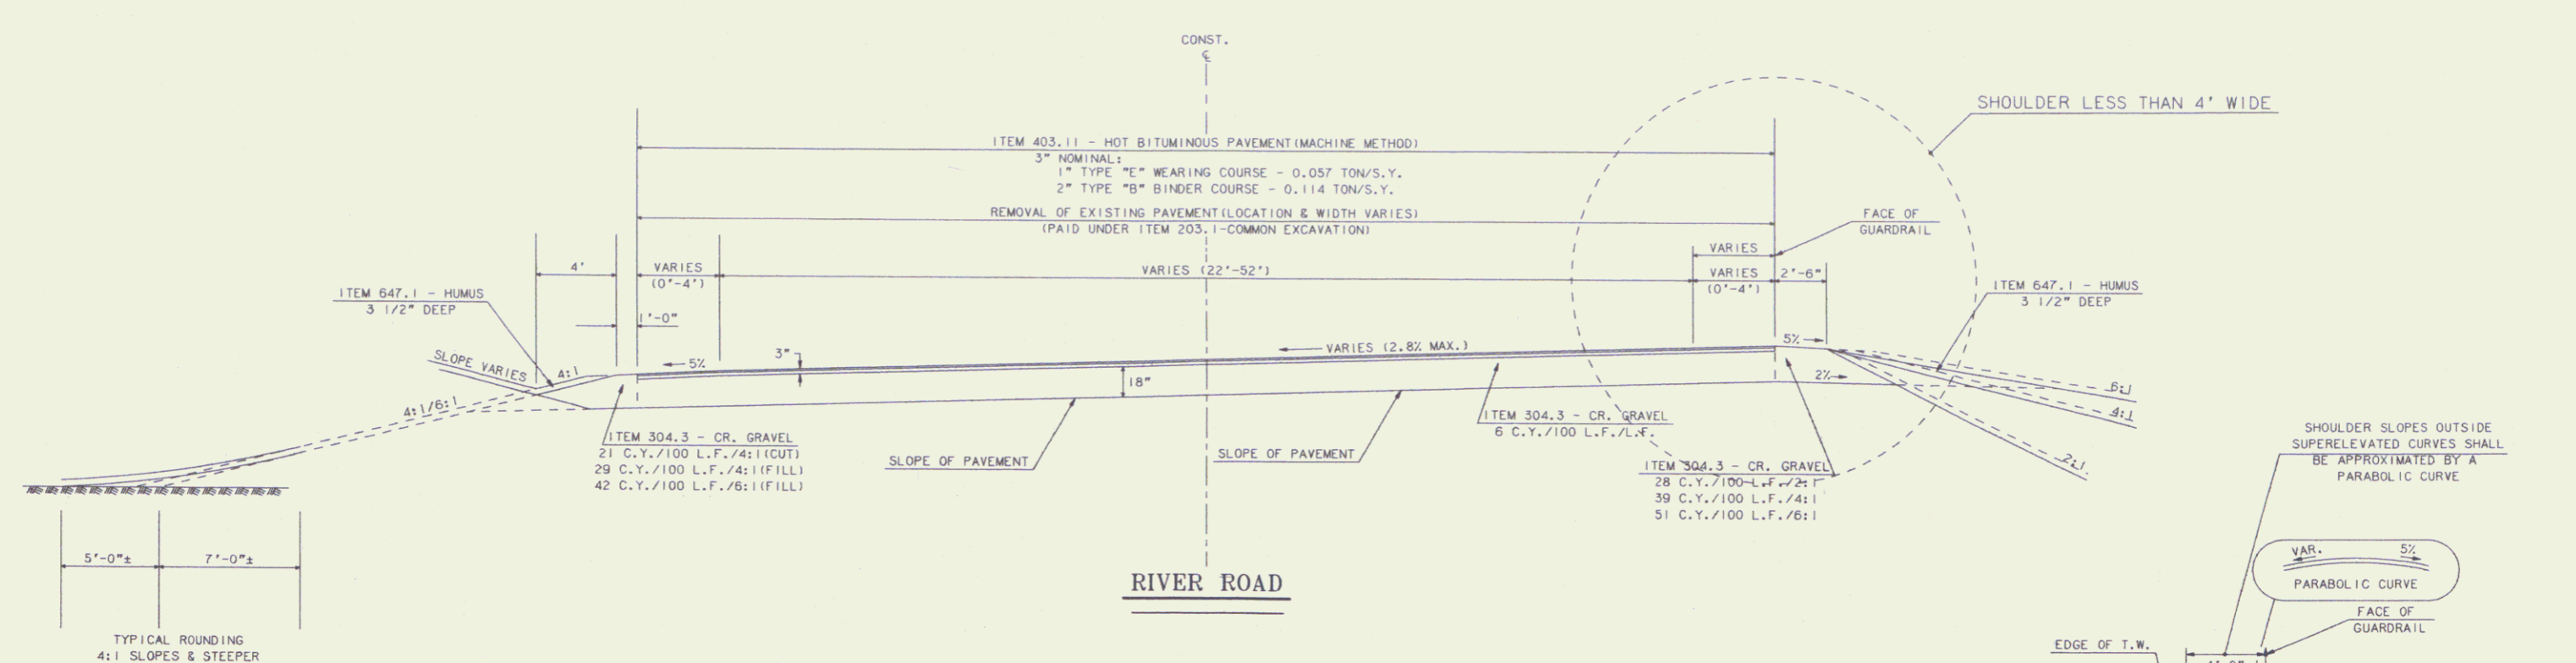 CONST.
℄
SHOULDER LESS THAN 4' WIDE
ITEM 403.11 - HOT BITUMINOUS PAVEMENT(MACHINE METHOD)
3" NOMINAL:
1" TYPE "E" WEARING COURSE - 0.057 TON/S.Y.
2" TYPE "B" BINDER COURSE - 0.114 TON/S.Y.
REMOVAL OF EXISTING PAVEMENT(LOCATION & WIDTH VARIES)
(PAID UNDER ITEM 203.1-COMMON EXCAVATION)
FACE OF
GUARDRAIL
VARIES
4'
VARIES
(0'-4')
VARIES (22'-52')
VARIES
(0'-4')
2'-6"
ITEM 647.1 - HUMUS
3 1/2" DEEP
ITEM 647.1 - HUMUS
3 1/2" DEEP
1'-0"
SLOPE VARIES
4:1
5%
3"
VARIES (2.8% MAX.)
5%
18"
2%
6:1
4:1
2:1
4:1/6:1
ITEM 304.3 - CR. GRAVEL
21 C.Y./100 L.F./4:1(CUT)
29 C.Y./100 L.F./4:1(FILL)
42 C.Y./100 L.F./6:1(FILL)
SLOPE OF PAVEMENT
SLOPE OF PAVEMENT
ITEM 304.3 - CR. GRAVEL
6 C.Y./100 L.F./L.F.
ITEM 304.3 - CR. GRAVEL
28 C.Y./100 L.F./2:1
39 C.Y./100 L.F./4:1
51 C.Y./100 L.F./6:1
SHOULDER SLOPES OUTSIDE
SUPERELEVATED CURVES SHALL
BE APPROXIMATED BY A
PARABOLIC CURVE
5'-0"±
7'-0"±
TYPICAL ROUNDING
4:1 SLOPES & STEEPER
RIVER ROAD
VAR.
5%
PARABOLIC CURVE
FACE OF
GUARDRAIL
EDGE OF T.W.